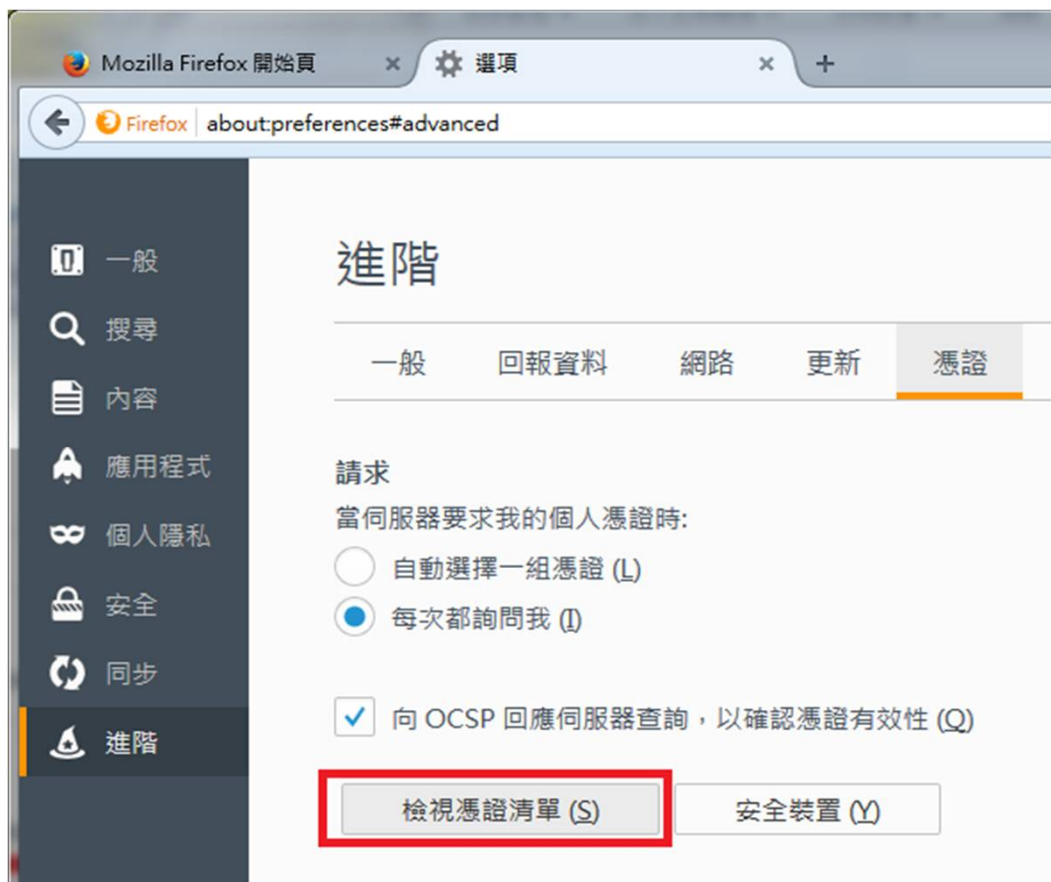 Mozilla Firefox 開始頁
選項
Firefox about:preferences#advanced
一般
搜尋
內容
應用程式
個人隱私
安全
同步
進階
進階
一般 回報資料 網路 更新 憑證
請求
當伺服器要求我的個人憑證時:
自動選擇一組憑證 (L)
每次都詢問我 (I)
向 OCSP 回應伺服器查詢，以確認憑證有效性 (Q)
檢視憑證清單 (S) 安全裝置 (Y)